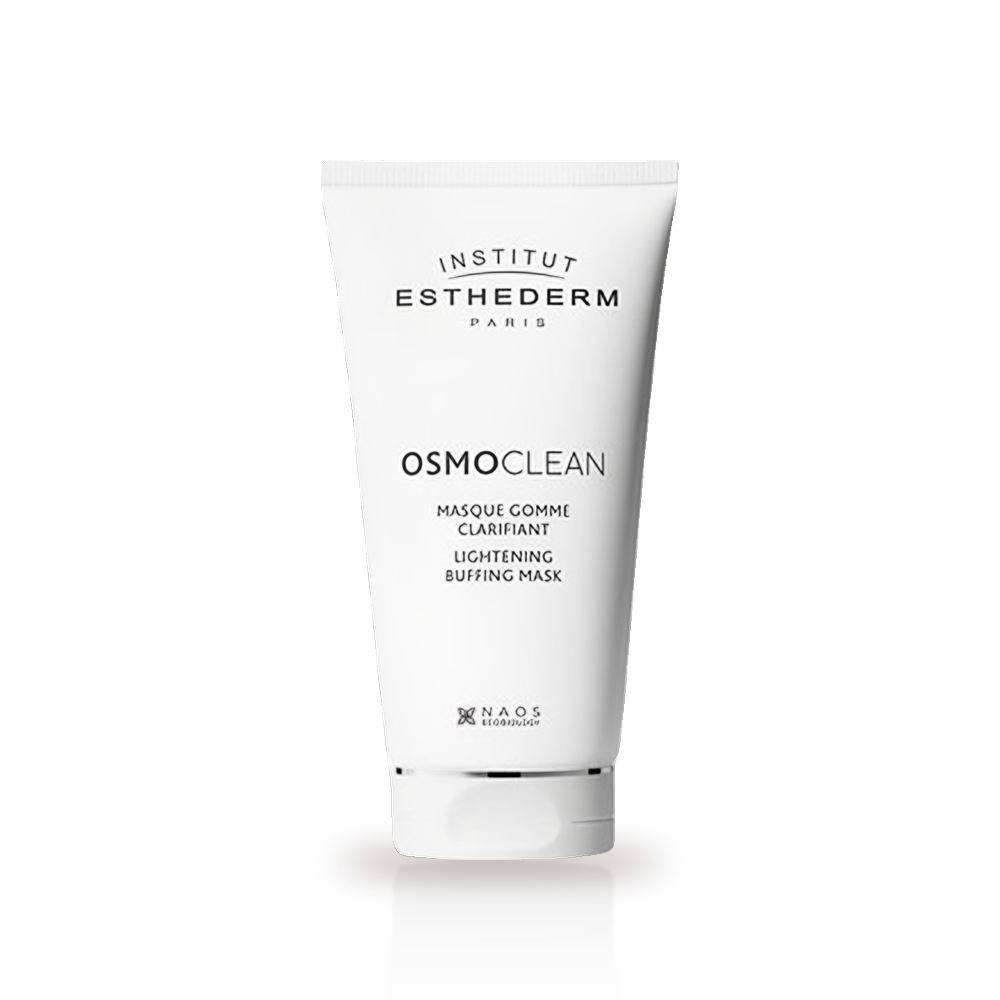 INSTITUT
ESTHEDERM
PARIS
OSMOCLEAN
MASQUE GOMME
CLARIFIANT
LIGHTENING
BUFFING MASK
NAOS